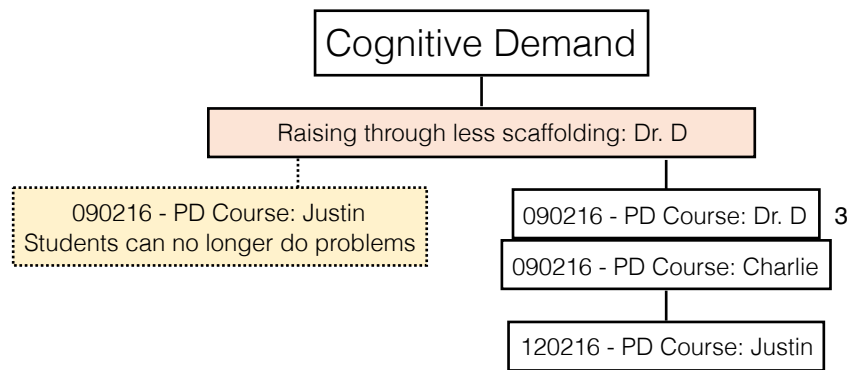 Cognitive Demand
Raising through less scaffolding: Dr. D
090216 - PD Course: Justin
Students can no longer do problems
090216 - PD Course: Dr. D 3
090216 - PD Course: Charlie
120216 - PD Course: Justin